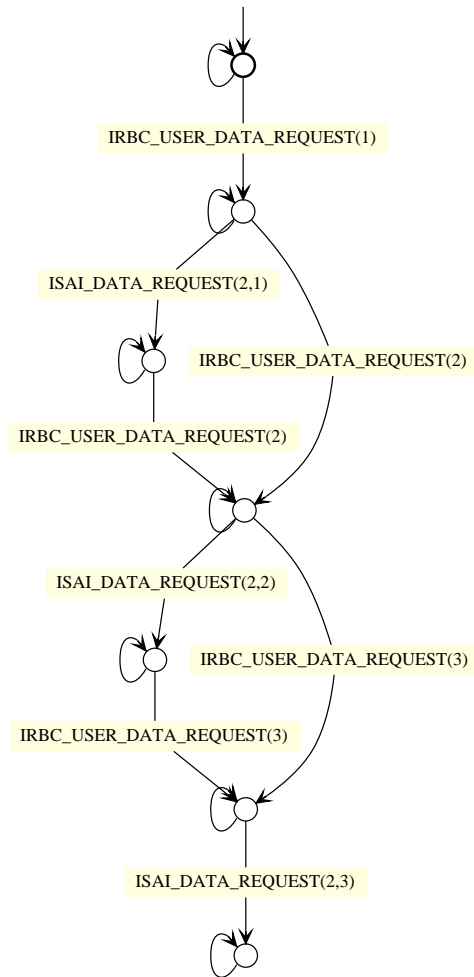 IRBC_USER_DATA_REQUEST(1)
ISAI_DATA_REQUEST(2,1)
IRBC_USER_DATA_REQUEST(2)
IRBC_USER_DATA_REQUEST(2)
ISAI_DATA_REQUEST(2,2)
IRBC_USER_DATA_REQUEST(3)
IRBC_USER_DATA_REQUEST(3)
ISAI_DATA_REQUEST(2,3)